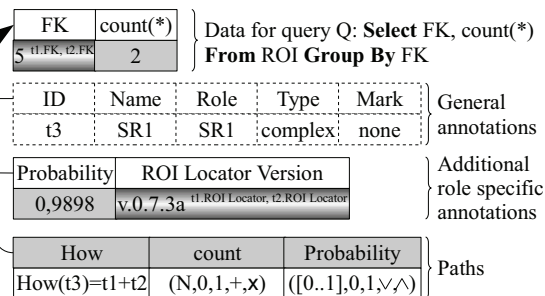 FK count(*)
5 t1.FK, t2.FK 2
Data for query Q: Select FK, count(*)
From ROI Group By FK
ID Name Role Type Mark
t3 SR1 SR1 complex none
General
annotations
Probability ROI Locator Version
0,9898 v.0.7.3a t1.ROI Locator, t2.ROI Locator
Additional
role specific
annotations
How count Probability
How(t3)=t1+t2 (N,0,1,+,x) ([0..1],0,1,∨,∧)
Paths